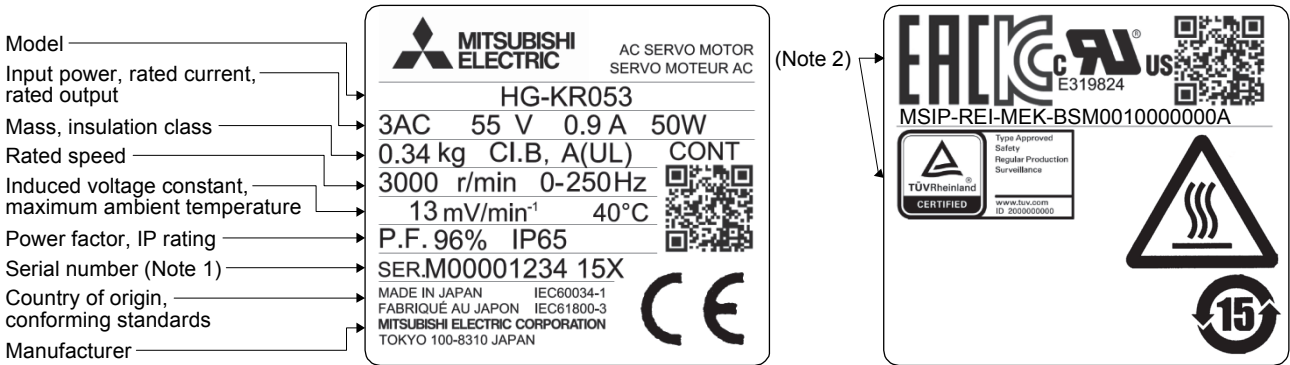 Model
Input power, rated current,
rated output
Mass, insulation class
Rated speed
Induced voltage constant,
maximum ambient temperature
Power factor, IP rating
Serial number (Note 1)
Country of origin,
conforming standards
Manufacturer
MITSUBISHI
ELECTRIC
AC SERVO MOTOR
SERVO MOTEUR AC
HG-KR053
3AC 55 V 0.9 A 50W
0.34 kg CI.B, A(UL) CONT
3000 r/min 0-250Hz
13 mV/min-1 40°C
P.F. 96% IP65
SER.M00001234 15X
MADE IN JAPAN IEC60034-1
FABRIQUÉ AU JAPON IEC61800-3
MITSUBISHI ELECTRIC CORPORATION
TOKYO 100-8310 JAPAN
CE
(Note 2)
EAC KC c RU ® US
E319824
MSIP-REI-MEK-BSM0010000000A
TÜVRheinland ®
CERTIFIED
Type Approved
Safety
Regular Production
Surveillance
www.tuv.com
ID 2000000000
15